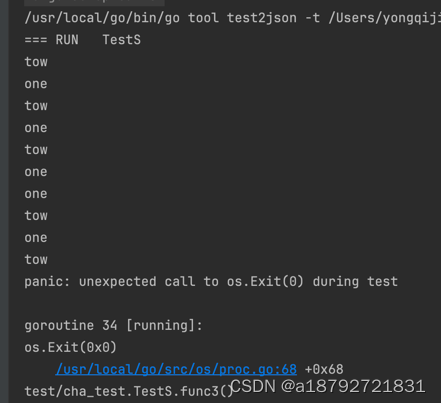 /usr/local/go/bin/go tool test2json -t /Users/yongqiji
=== RUN   TestS
tow
one
tow
one
tow
one
one
tow
one
tow
panic: unexpected call to os.Exit(0) during test
goroutine 34 [running]:
os.Exit(0x0)
/usr/local/go/src/os/proc.go:68 +0x68
test/cha_test.TestS.func3()
CSDN @a18792721831